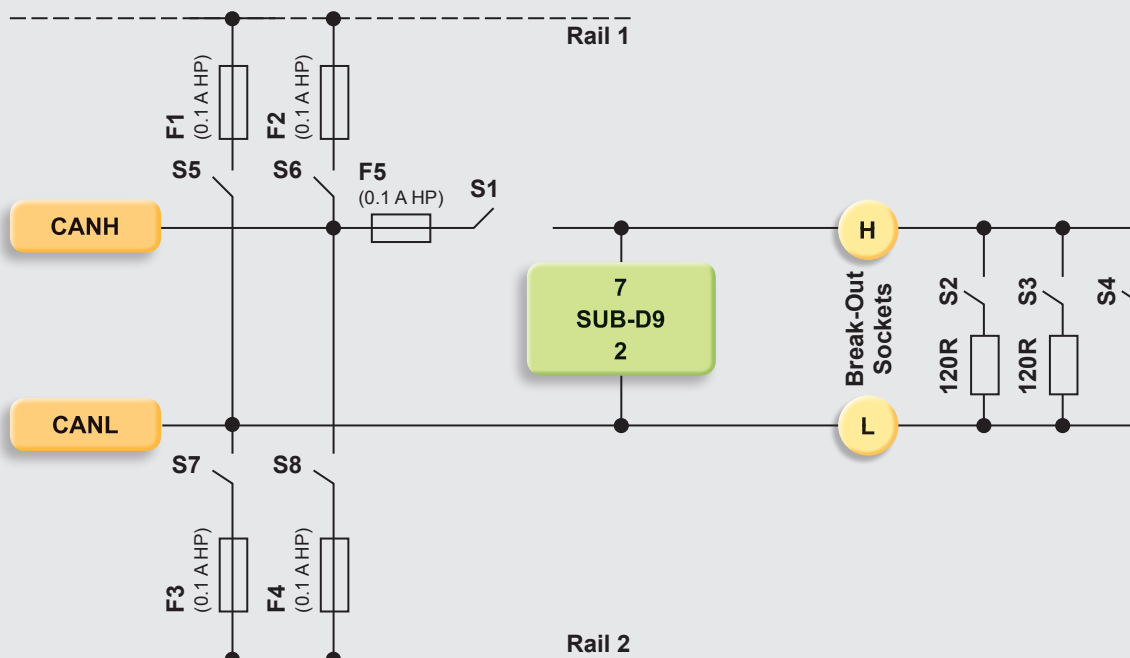 Rail 1
F1
(0.1 A HP)
F2
(0.1 A HP)
S5
S6
F5
(0.1 A HP)
S1
CANH
H
7
SUB-D9
2
Break-Out
Sockets
S2
S3
S4
120R
120R
CANL
L
S7
S8
F3
(0.1 A HP)
F4
(0.1 A HP)
Rail 2